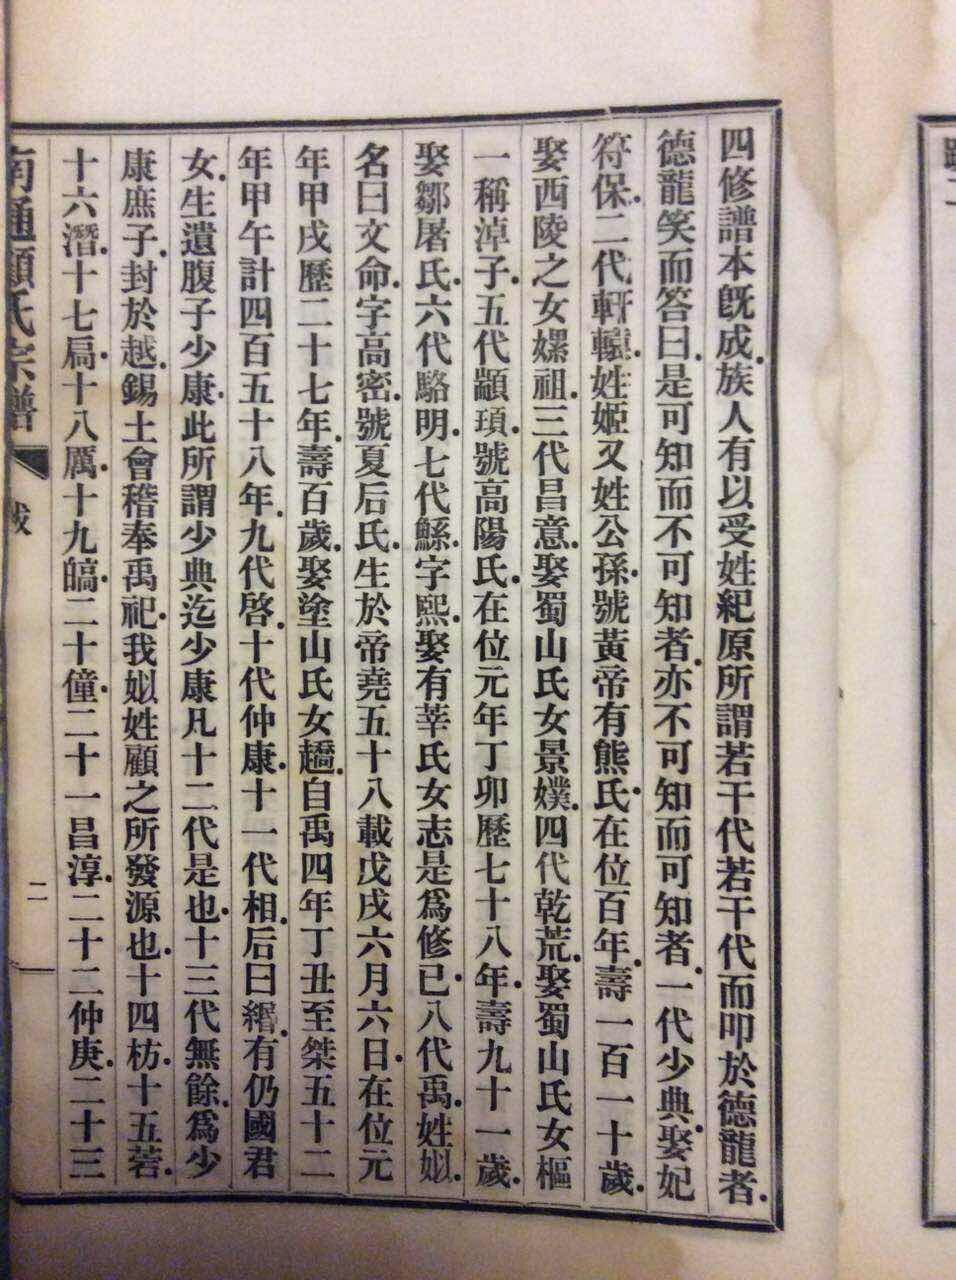 四修譜本既成.族人有以受姓紀原所謂若干代若干代而叩於德龍者.
德龍笑而答曰.是可知而不可知者.亦不可知而可知者.一代少典.娶妃
符保.二代軒轅.姓姬又姓公孫.號黃帝有熊氏.在位百年.壽一百一十歲.
娶西陵之女嫘祖.三代昌意.娶蜀山氏女景嬫.四代乾荒.娶蜀山氏女樞
一稱淖子.五代顓頊.號高陽氏.在位元年丁卯歷七十八年.壽九十一歲.
娶鄒屠氏.六代駱明.七代鯀.字熙.娶有莘氏女志是爲修已.八代禹.姓姒.
名曰文命.字高密.號夏后氏.生於帝堯五十八載戊戌六月六日.在位元
年甲戌歷二十七年.壽百歲.娶塗山氏女趫.自禹四年丁丑至桀五十二
年甲午計四百五十八年.九代啓.十代仲康.十一代相.后曰緡.有仍國君
女.生遺腹子少康.此所謂少典迄少康凡十二代是也.十三代無餘.爲少
康庶子.封於越.錫土會稽奉禹祀.我姒姓顧之所發源也.十四枋.十五若.
十六潛.十七扃.十八厲.十九皜.二十僮.二十一昌淳.二十二仲庚.二十三
南通顧氏宗譜
跋
二